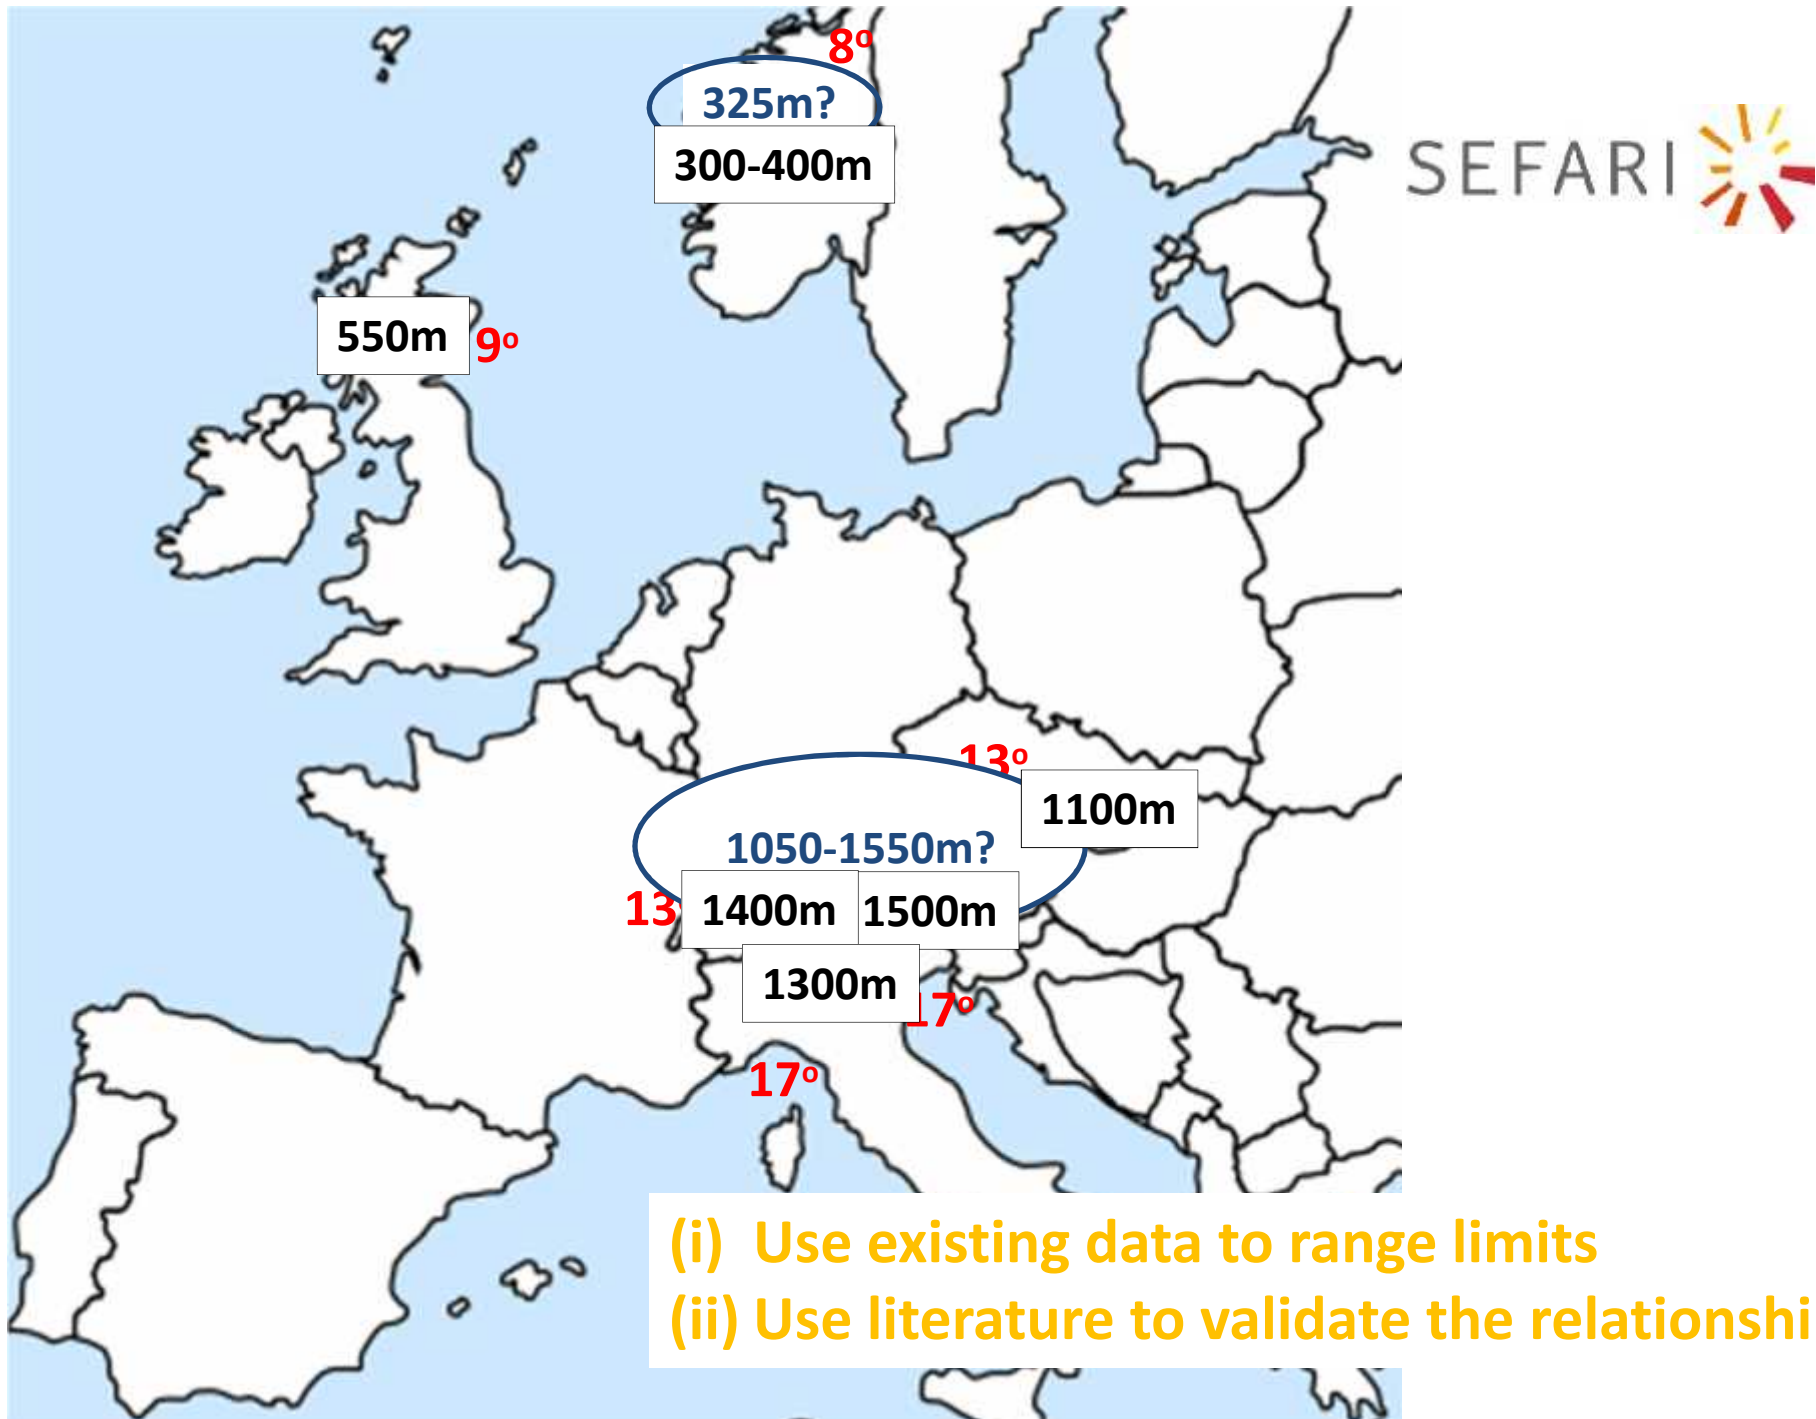 8º
325m?
300-400m
SEFARI
550m
9º
13º
1100m
1050-1550m?
13
1400m
1500m
1300m
17º
17º
(i) Use existing data to range limits
(ii) Use literature to validate the relationshi